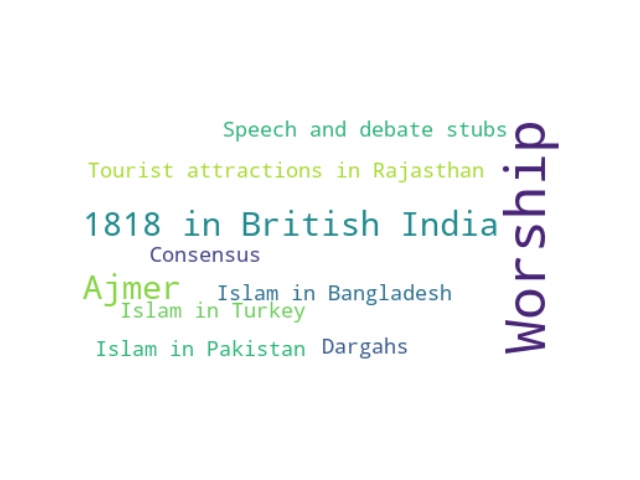 Speech and debate stubs
Tourist attractions in Rajasthan
1818 in British India
Consensus
Ajmer
Islam in Bangladesh
Islam in Turkey
Islam in Pakistan
Dargahs
Worship